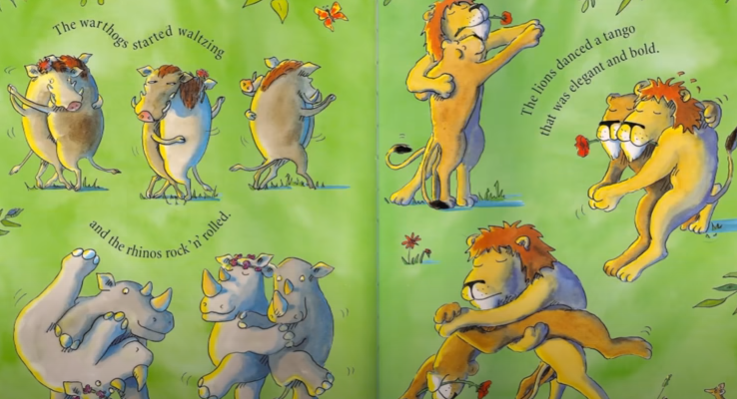 The warthogs started waltzing
and the rhinos rock 'n' rolled.
The lions danced a tango
that was elegant and bold.